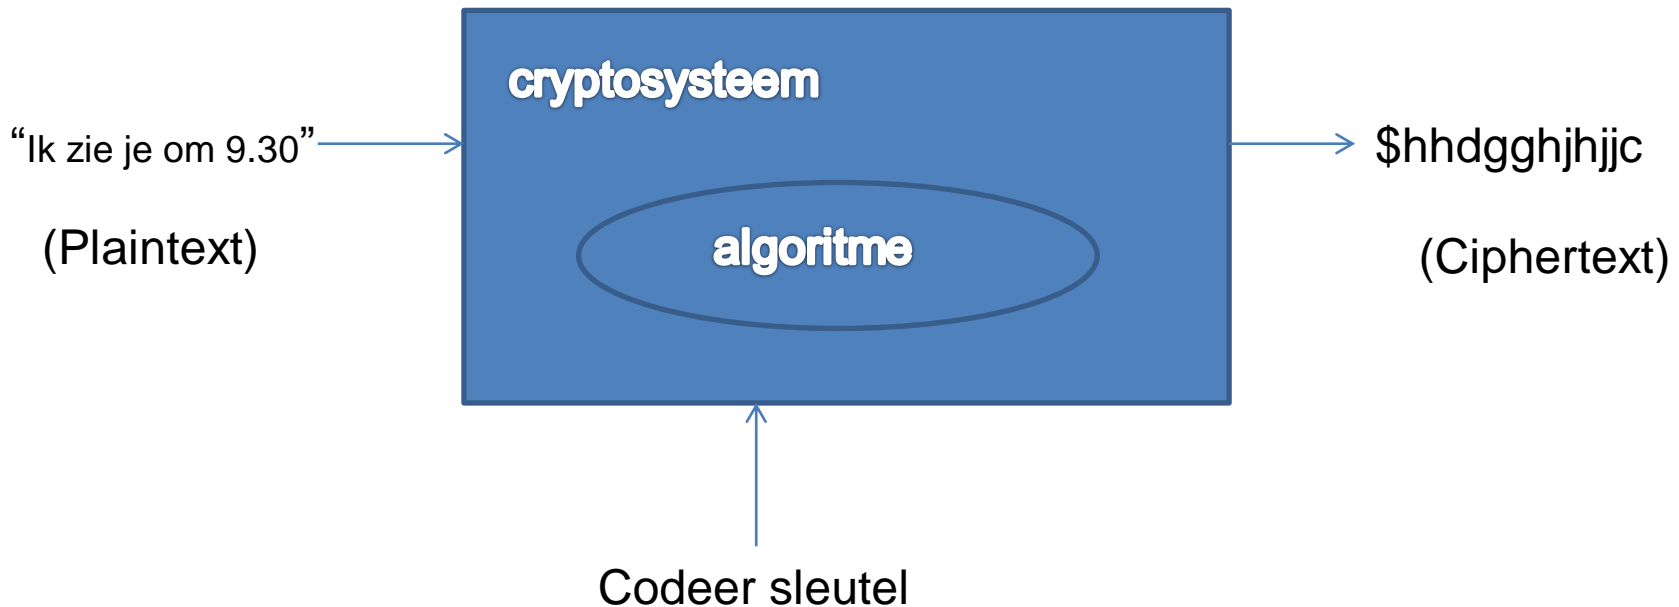 cryptosysteem
“Ik zie je om 9.30”
$hhdgghjhjjc
(Plaintext)
algoritme
(Ciphertext)
Codeer sleutel